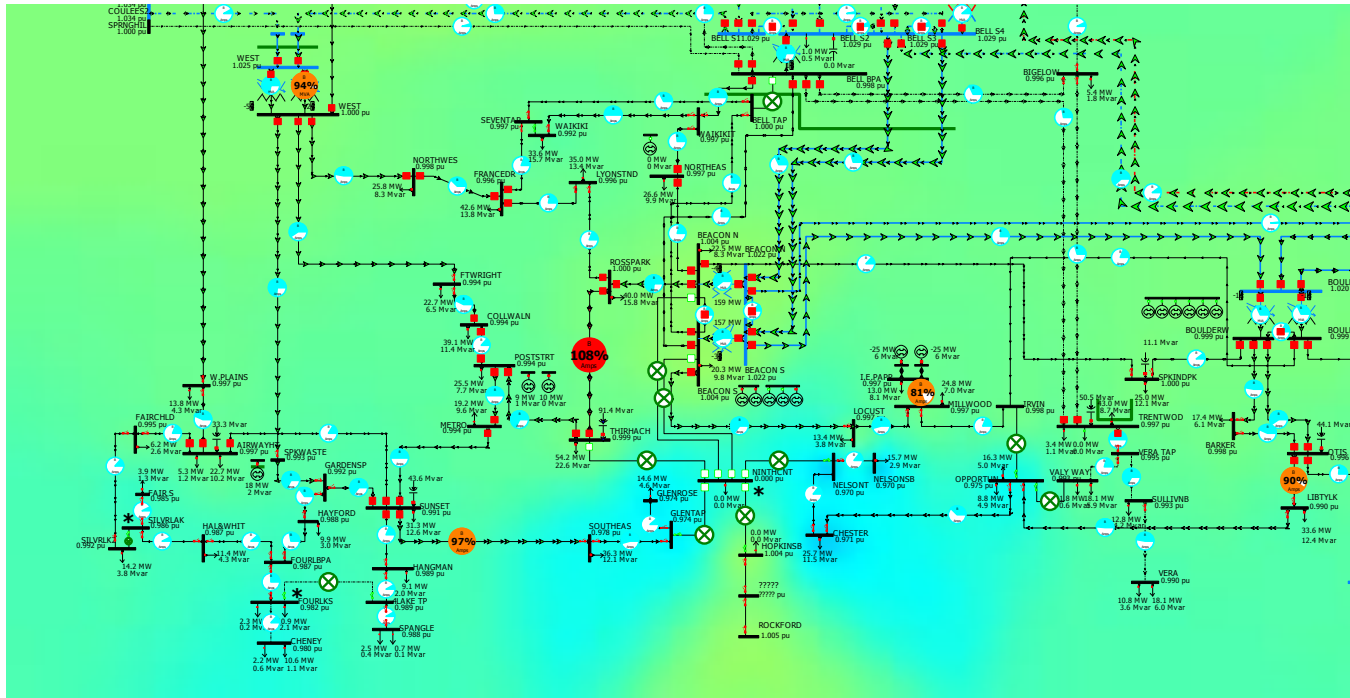 COULEES2
1.034 pu
SPRNGHIL
1.000 pu
WEST
1.025 pu
94%
MVA
WEST
1.000 pu
BELL S1
1.029 pu
BELL S2
1.029 pu
BELL S3
1.029 pu
BELL S4
1.029 pu
1.0 MW
0.5 Mvar
0.0 Mvar
BELL BPA
0.998 pu
BIGELOW
0.996 pu
5.4 MW
1.8 Mvar
SEVENTAP
0.997 pu
WAIKIKI
0.992 pu
33.6 MW
15.7 Mvar
BELL TAP
1.000 pu
WAIKIKIT
0.997 pu
0 MW
0 Mvar
NORTHWES
0.998 pu
25.8 MW
8.3 Mvar
FRANCEDR
0.996 pu
42.6 MW
13.8 Mvar
35.0 MW
13.4 Mvar
LYONSTND
0.996 pu
NORTHEAS
0.997 pu
26.6 MW
9.9 Mvar
BEACON N
1.004 pu
22.5 MW
8.3 Mvar
BEACON N
1.022 pu
159 MW
157 MW
ROSSPARK
1.000 pu
40.0 MW
15.8 Mvar
FTWRIGHT
0.994 pu
22.7 MW
6.5 Mvar
COLLWALN
0.994 pu
39.1 MW
11.4 Mvar
POSTSTRT
0.994 pu
25.5 MW
7.7 Mvar
9 MW
1 Mvar
10 MW
0 Mvar
19.2 MW
9.6 Mvar
METRO
0.994 pu
108%
Amps
91.4 Mvar
THIRHACH
0.999 pu
54.2 MW
22.6 Mvar
20.3 MW
9.8 Mvar
BEACON S
1.004 pu
BEACON S
1.022 pu
-25 MW
6 Mvar
-25 MW
6 Mvar
I.E.PAPR
0.997 pu
13.0 MW
8.1 Mvar
81%
Amps
24.8 MW
7.0 Mvar
MILLWOOD
0.997 pu
LOCUST
0.997
13.4 MW
3.8 Mvar
IRVIN
0.998 pu
BOULDERW
0.999 pu
11.1 Mvar
SPKINDPK
1.000 pu
25.0 MW
12.1 Mvar
50.5 Mvar
43.0 MW
8.7 Mvar
TRENTWOD
0.997 pu
3.4 MW
1.1 Mvar
0.0 MW
0.0 Mvar
VERA TAP
0.995 pu
17.4 MW
6.1 Mvar
BARKER
0.998 pu
44.1 Mvar
OTIS
0.996
90%
Amps
LIBTYLK
0.990 pu
33.6 MW
12.4 Mvar
16.3 MW
5.0 Mvar
OPPORTUN
0.975 pu
8.8 MW
4.9 Mvar
VALY WAY
18.1 MW
5.9 Mvar
SULLIVNB
0.993 pu
12.8 MW
VERA
0.990 pu
10.8 MW
3.6 Mvar
18.1 MW
6.0 Mvar
W.PLAINS
0.997 pu
13.8 MW
4.3 Mvar
FAIRCHLD
0.995 pu
6.2 MW
2.6 Mvar
33.3 Mvar
AIRWAYHT
0.997 pu
5.3 MW
1.2 Mvar
22.7 MW
10.2 Mvar
18 MW
2 Mvar
SPKWASTE
0.993 pu
GARDENSP
0.992 pu
43.6 Mvar
SUNSET
0.991 pu
31.3 MW
12.6 Mvar
97%
Amps
3.9 MW
1.3 Mvar
FAIR S
0.985 pu
SILVRLAK
0.986 pu
*
SILVRLKJ
0.992 pu
14.2 MW
3.8 Mvar
HAL&WHIT
0.987 pu
11.4 MW
4.3 Mvar
HAYFORD
0.988 pu
9.9 MW
3.0 Mvar
FOURLBPA
0.987 pu
*
FOURLKS
0.982 pu
2.3 MW
0.2 Mvar
0.9 MW
2.1 Mvar
CHENEY
0.980 pu
2.2 MW
0.6 Mvar
10.6 MW
1.1 Mvar
HANGMAN
0.989 pu
9.1 MW
2.0 Mvar
LAKE TP
0.989 pu
SPANGLE
0.988 pu
2.5 MW
0.4 Mvar
0.7 MW
0.1 Mvar
14.6 MW
4.6 Mvar
GLENROSE
0.974 pu
SOUTHEAS
0.978 pu
36.3 MW
12.1 Mvar
GLENTAP
0.974 pu
NINTHCNT
0.000 pu
0.0 MW
0.0 Mvar
*
0.0 MW
0.0 Mvar
HOPKINSB
1.004 pu
?????
????? pu
ROCKFORD
1.005 pu
15.7 MW
2.9 Mvar
NELSONT
0.970 pu
NELSONSB
0.970 pu
CHESTER
0.971 pu
25.7 MW
11.5 Mvar